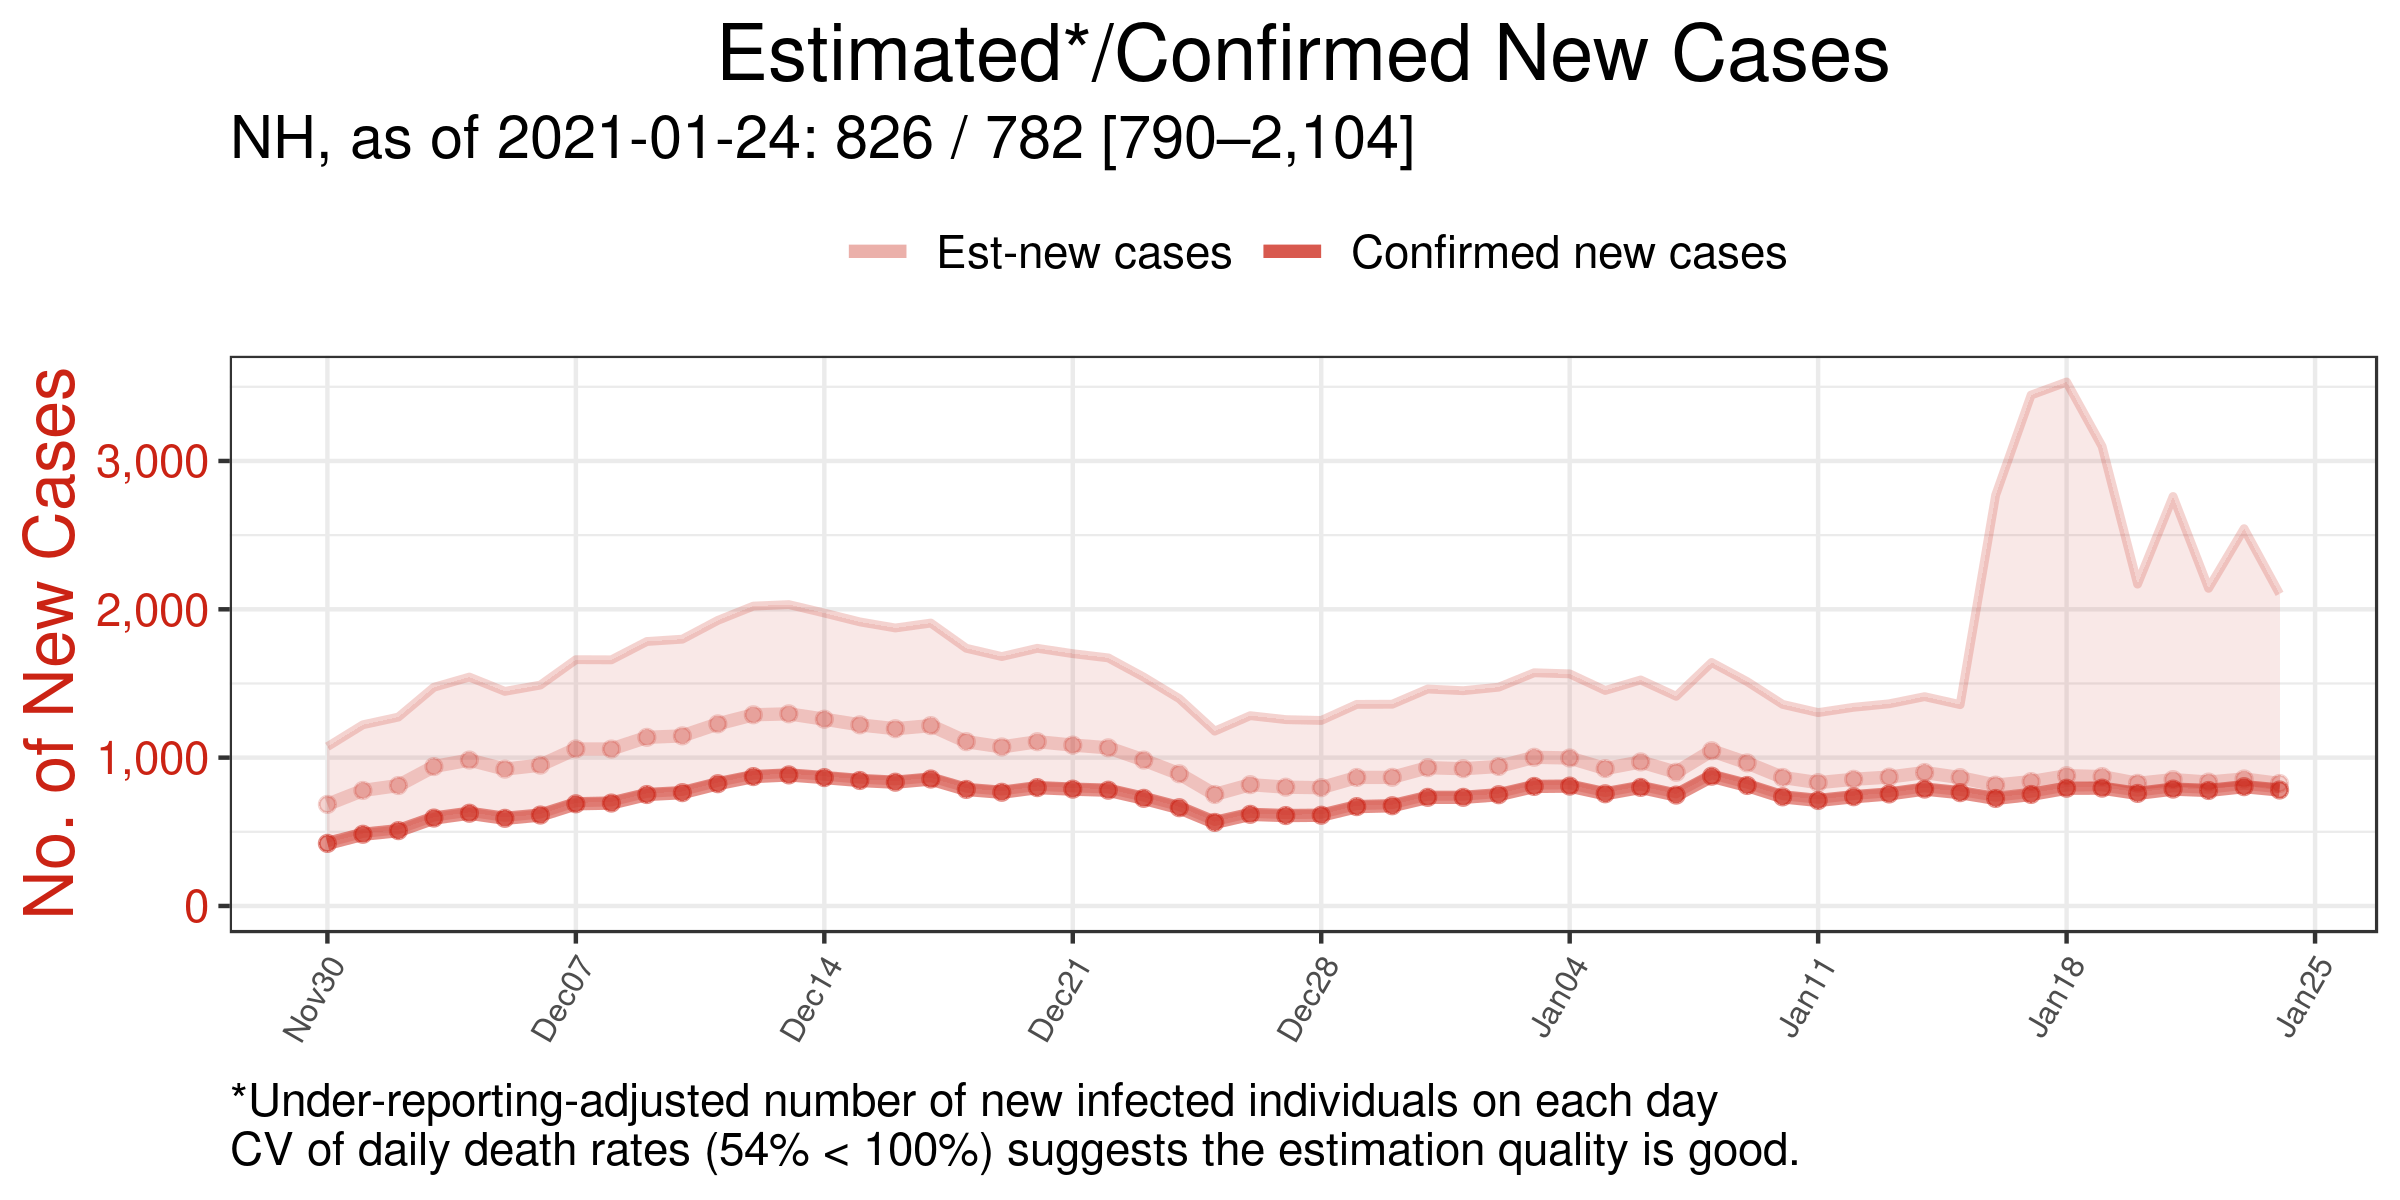 Estimated*/Confirmed New Cases
NH, as of 2021-01-24: 826 / 782 [790–2,104]
Est-new cases Confirmed new cases
No. of New Cases
3,000
2,000
1,000
0
Nov30 Dec07 Dec14 Dec21 Dec28 Jan04 Jan11 Jan18 Jan25
*Under-reporting-adjusted number of new infected individuals on each day
CV of daily death rates (54% < 100%) suggests the estimation quality is good.